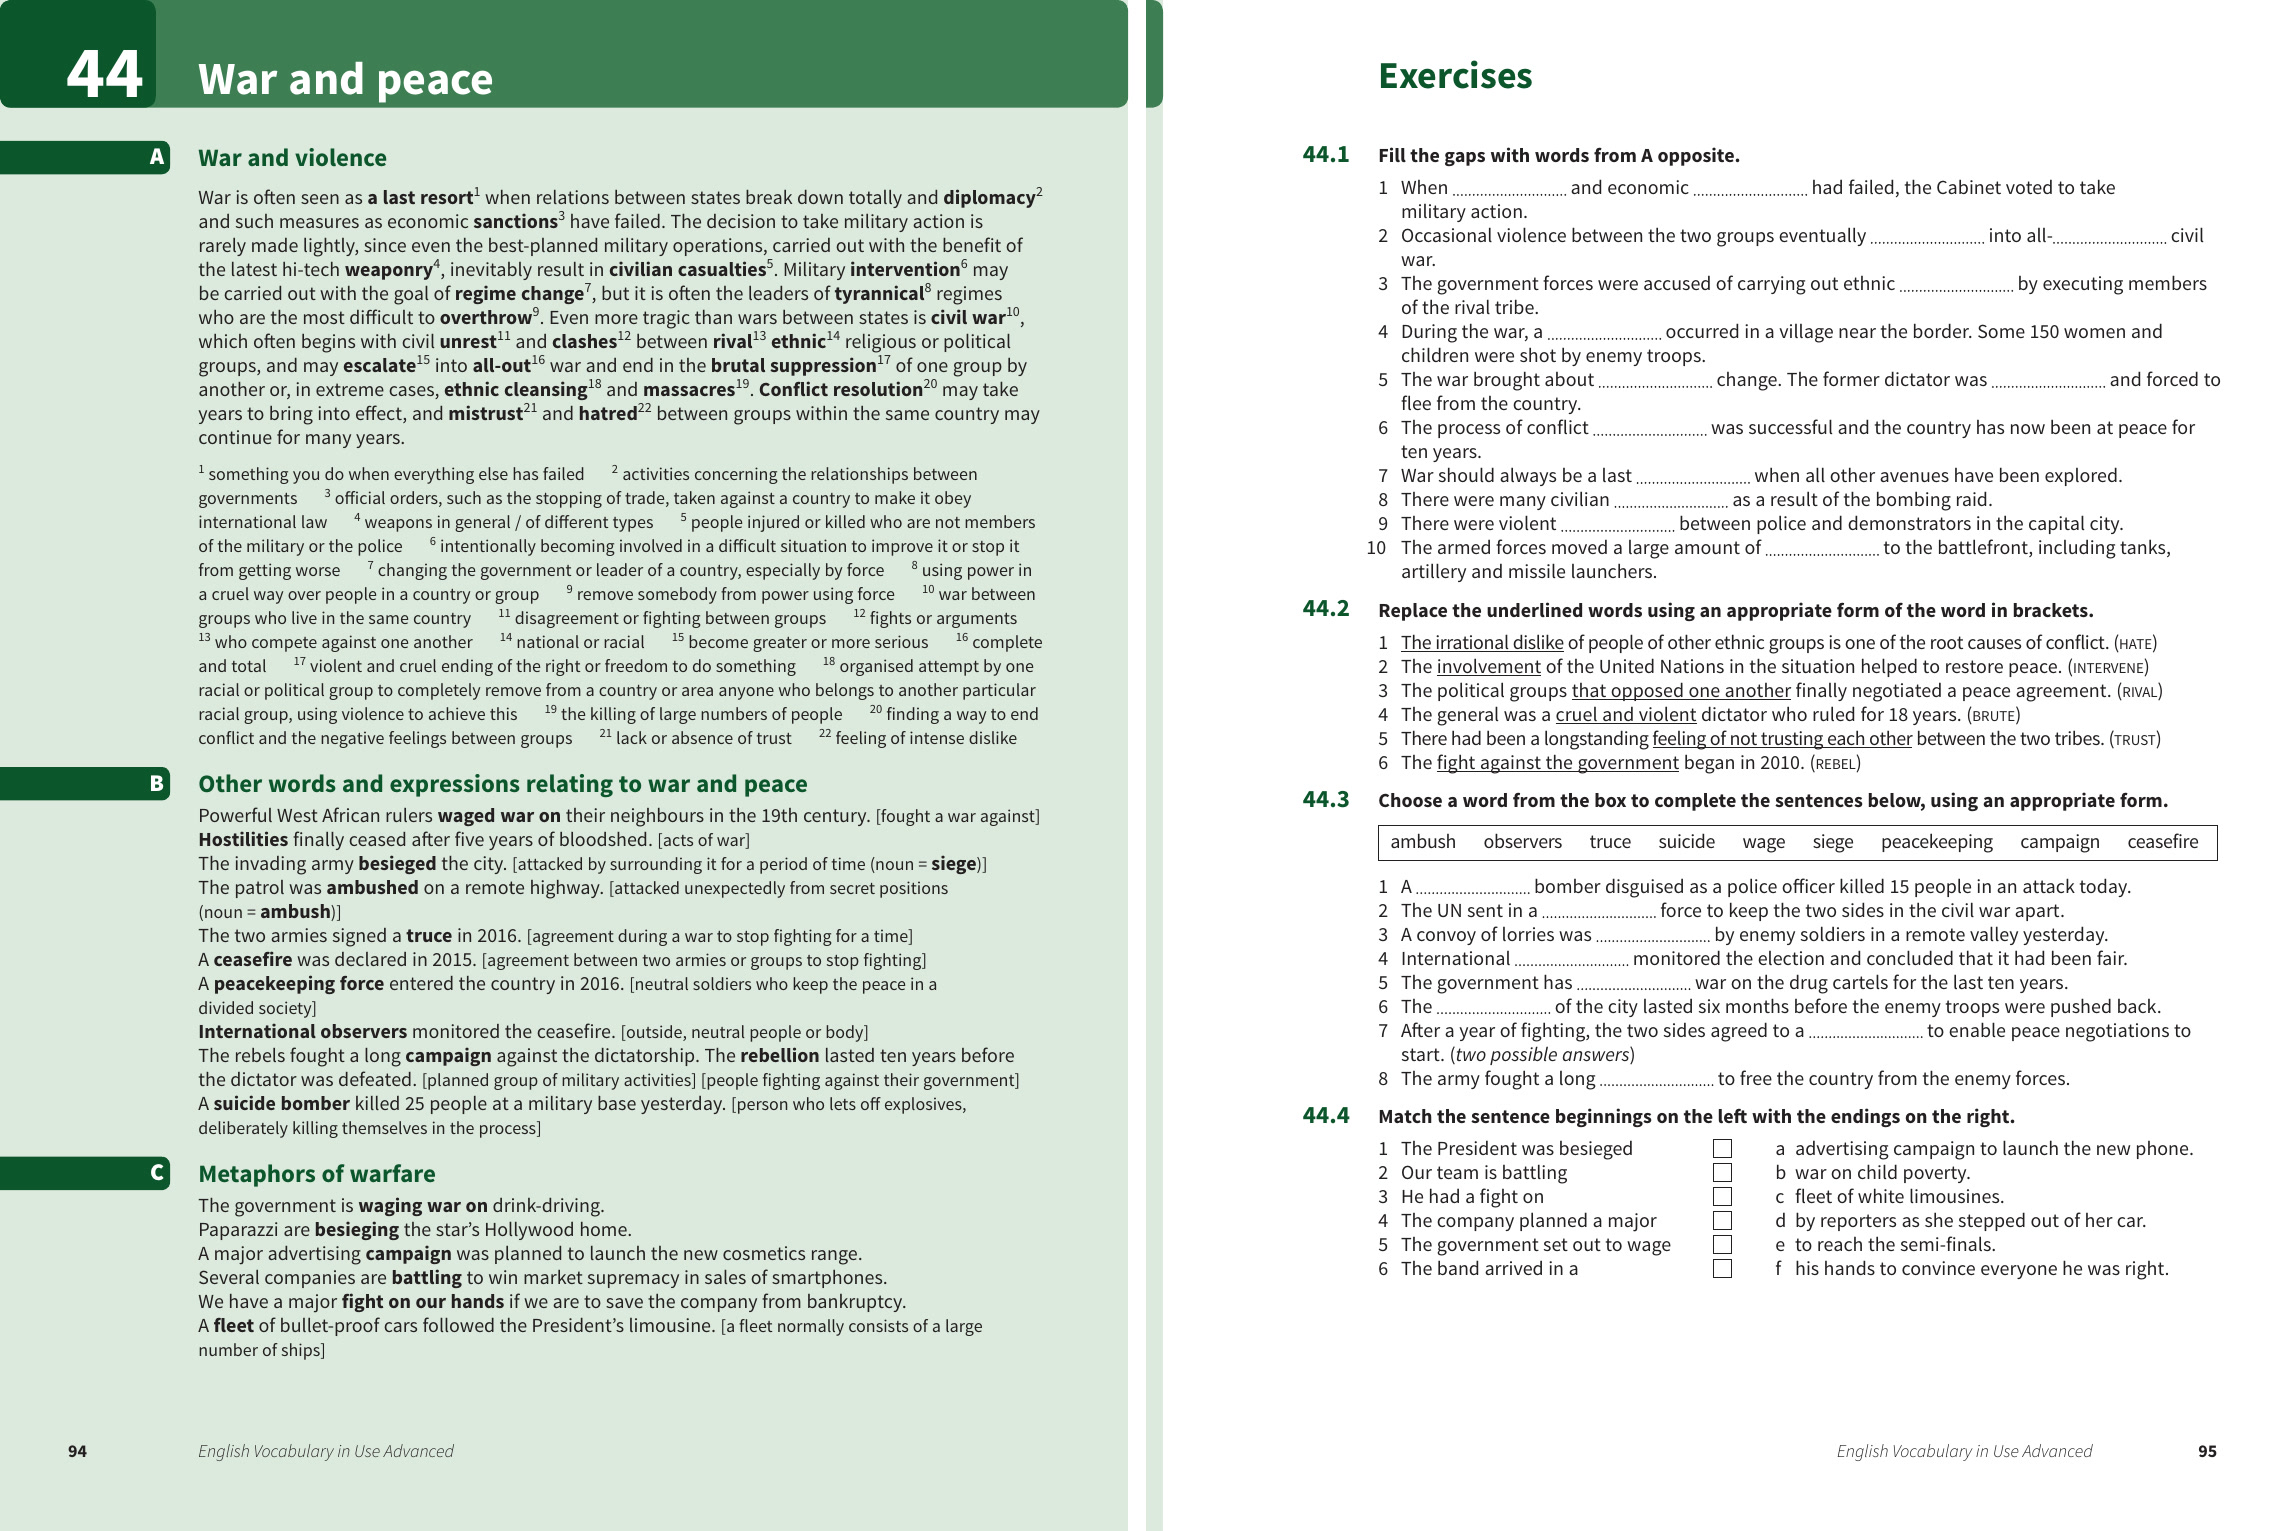 44
War and peace
A
War and violence
War is often seen as a last resort1 when relations between states break down totally and diplomacy2
and such measures as economic sanctions3 have failed. The decision to take military action is
rarely made lightly, since even the best-planned military operations, carried out with the benefit of
the latest hi-tech weaponry4, inevitably result in civilian casualties5. Military intervention6 may
be carried out with the goal of regime change7, but it is often the leaders of tyrannical8 regimes
who are the most difficult to overthrow9. Even more tragic than wars between states is civil war10,
which often begins with civil unrest11 and clashes12 between rival13 ethnic14 religious or political
groups, and may escalate15 into all-out16 war and end in the brutal suppression17 of one group by
another or, in extreme cases, ethnic cleansing18 and massacres19. Conflict resolution20 may take
years to bring into effect, and mistrust21 and hatred22 between groups within the same country may
continue for many years.
1 something you do when everything else has failed 2 activities concerning the relationships between
governments 3 official orders, such as the stopping of trade, taken against a country to make it obey
international law 4 weapons in general / of different types 5 people injured or killed who are not members
of the military or the police 6 intentionally becoming involved in a difficult situation to improve it or stop it
from getting worse 7 changing the government or leader of a country, especially by force 8 using power in
a cruel way over people in a country or group 9 remove somebody from power using force 10 war between
groups who live in the same country 11 disagreement or fighting between groups 12 fights or arguments
13 who compete against one another 14 national or racial 15 become greater or more serious 16 complete
and total 17 violent and cruel ending of the right or freedom to do something 18 organised attempt by one
racial or political group to completely remove from a country or area anyone who belongs to another particular
racial group, using violence to achieve this 19 the killing of large numbers of people 20 finding a way to end
conflict and the negative feelings between groups 21 lack or absence of trust 22 feeling of intense dislike
B
Other words and expressions relating to war and peace
Powerful West African rulers waged war on their neighbours in the 19th century. [fought a war against]
Hostilities finally ceased after five years of bloodshed. [acts of war]
The invading army besieged the city. [attacked by surrounding it for a period of time (noun = siege)]
The patrol was ambushed on a remote highway. [attacked unexpectedly from secret positions
(noun = ambush)]
The two armies signed a truce in 2016. [agreement during a war to stop fighting for a time]
A ceasefire was declared in 2015. [agreement between two armies or groups to stop fighting]
A peacekeeping force entered the country in 2016. [neutral soldiers who keep the peace in a
divided society]
International observers monitored the ceasefire. [outside, neutral people or body]
The rebels fought a long campaign against the dictatorship. The rebellion lasted ten years before
the dictator was defeated. [planned group of military activities] [people fighting against their government]
A suicide bomber killed 25 people at a military base yesterday. [person who lets off explosives,
deliberately killing themselves in the process]
C
Metaphors of warfare
The government is waging war on drink-driving.
Paparazzi are besieging the star's Hollywood home.
A major advertising campaign was planned to launch the new cosmetics range.
Several companies are battling to win market supremacy in sales of smartphones.
We have a major fight on our hands if we are to save the company from bankruptcy.
A fleet of bullet-proof cars followed the President's limousine. [a fleet normally consists of a large
number of ships]
94 English Vocabulary in Use Advanced
Exercises
44.1 Fill the gaps with words from A opposite.
1 When ............................ and economic ............................ had failed, the Cabinet voted to take
military action.
2 Occasional violence between the two groups eventually ............................ into all-............................ civil
war.
3 The government forces were accused of carrying out ethnic ............................ by executing members
of the rival tribe.
4 During the war, a ............................ occurred in a village near the border. Some 150 women and
children were shot by enemy troops.
5 The war brought about ............................ change. The former dictator was ............................ and forced to
flee from the country.
6 The process of conflict ............................ was successful and the country has now been at peace for
ten years.
7 War should always be a last ............................ when all other avenues have been explored.
8 There were many civilian ............................ as a result of the bombing raid.
9 There were violent ............................ between police and demonstrators in the capital city.
10 The armed forces moved a large amount of ............................ to the battlefront, including tanks,
artillery and missile launchers.
44.2 Replace the underlined words using an appropriate form of the word in brackets.
1 The irrational dislike of people of other ethnic groups is one of the root causes of conflict. (HATE)
2 The involvement of the United Nations in the situation helped to restore peace. (INTERVENE)
3 The political groups that opposed one another finally negotiated a peace agreement. (RIVAL)
4 The general was a cruel and violent dictator who ruled for 18 years. (BRUTE)
5 There had been a longstanding feeling of not trusting each other between the two tribes. (TRUST)
6 The fight against the government began in 2010. (REBEL)
44.3 Choose a word from the box to complete the sentences below, using an appropriate form.
ambush observers truce suicide wage siege peacekeeping campaign ceasefire
1 A ............................ bomber disguised as a police officer killed 15 people in an attack today.
2 The UN sent in a ............................ force to keep the two sides in the civil war apart.
3 A convoy of lorries was ............................ by enemy soldiers in a remote valley yesterday.
4 International ............................ monitored the election and concluded that it had been fair.
5 The government has ............................ war on the drug cartels for the last ten years.
6 The ............................ of the city lasted six months before the enemy troops were pushed back.
7 After a year of fighting, the two sides agreed to a ............................ to enable peace negotiations to
start. (two possible answers)
8 The army fought a long ............................ to free the country from the enemy forces.
44.4 Match the sentence beginnings on the left with the endings on the right.
1 The President was besieged a advertising campaign to launch the new phone.
2 Our team is battling b war on child poverty.
3 He had a fight on c fleet of white limousines.
4 The company planned a major d by reporters as she stepped out of her car.
5 The government set out to wage e to reach the semi-finals.
6 The band arrived in a f his hands to convince everyone he was right.
English Vocabulary in Use Advanced 95